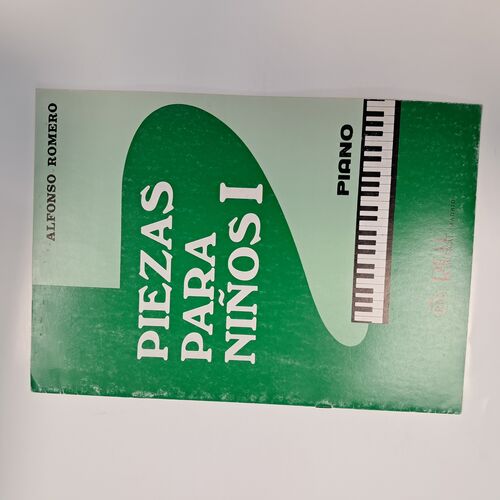 ALFONSO ROMERO
PIEZAS
PARA
NIÑOS I
PIANO